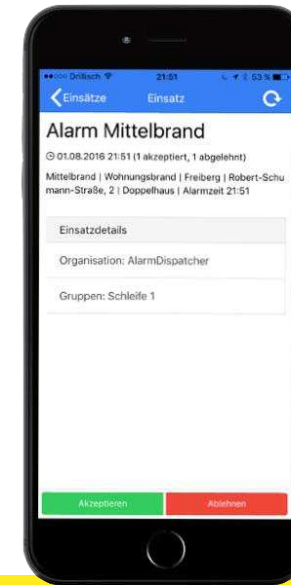 Drillisch 21:51 53 %
Einsätze Einsatz
Alarm Mittelbrand
01.08.2016 21:51 (1 akzeptiert, 1 abgelehnt)
Mittelbrand | Wohnungsbrand | Freiberg | Robert-Schu
mann-Straße, 2 | Doppelhaus | Alarmzeit 21:51
Einsatzdetails
Organisation: AlarmDispatcher
Gruppen: Schleife 1
Akzeptieren Ablehnen